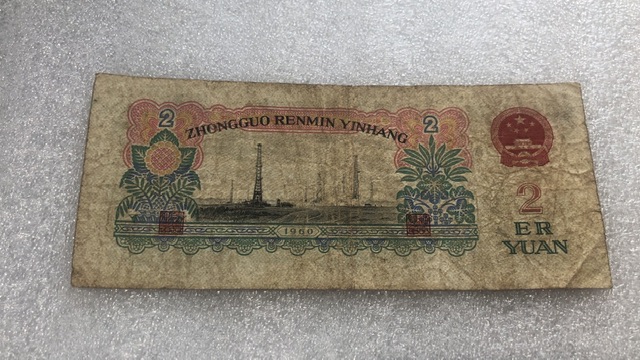 2
ZHONGGUO RENMIN YINHANG
2
1960
2
ER
YUAN